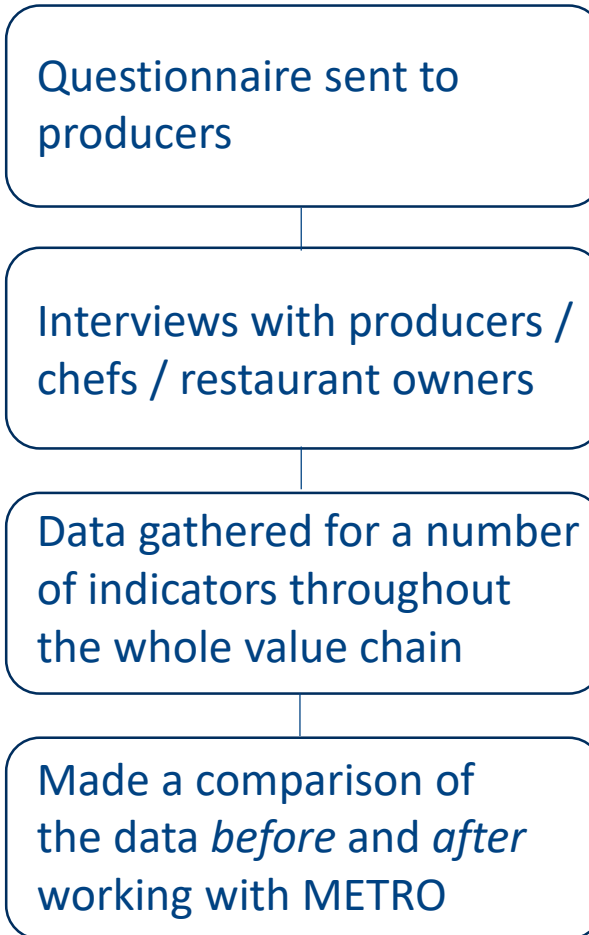 Questionnaire sent to
producers
Interviews with producers /
chefs / restaurant owners
Data gathered for a number
of indicators throughout
the whole value chain
Made a comparison of
the data before and after
working with METRO